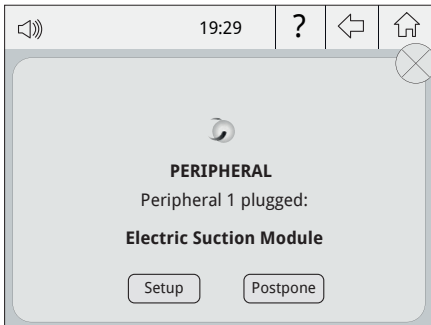 19:29 ?
PERIPHERAL
Peripheral 1 plugged:
Electric Suction Module
Setup Postpone